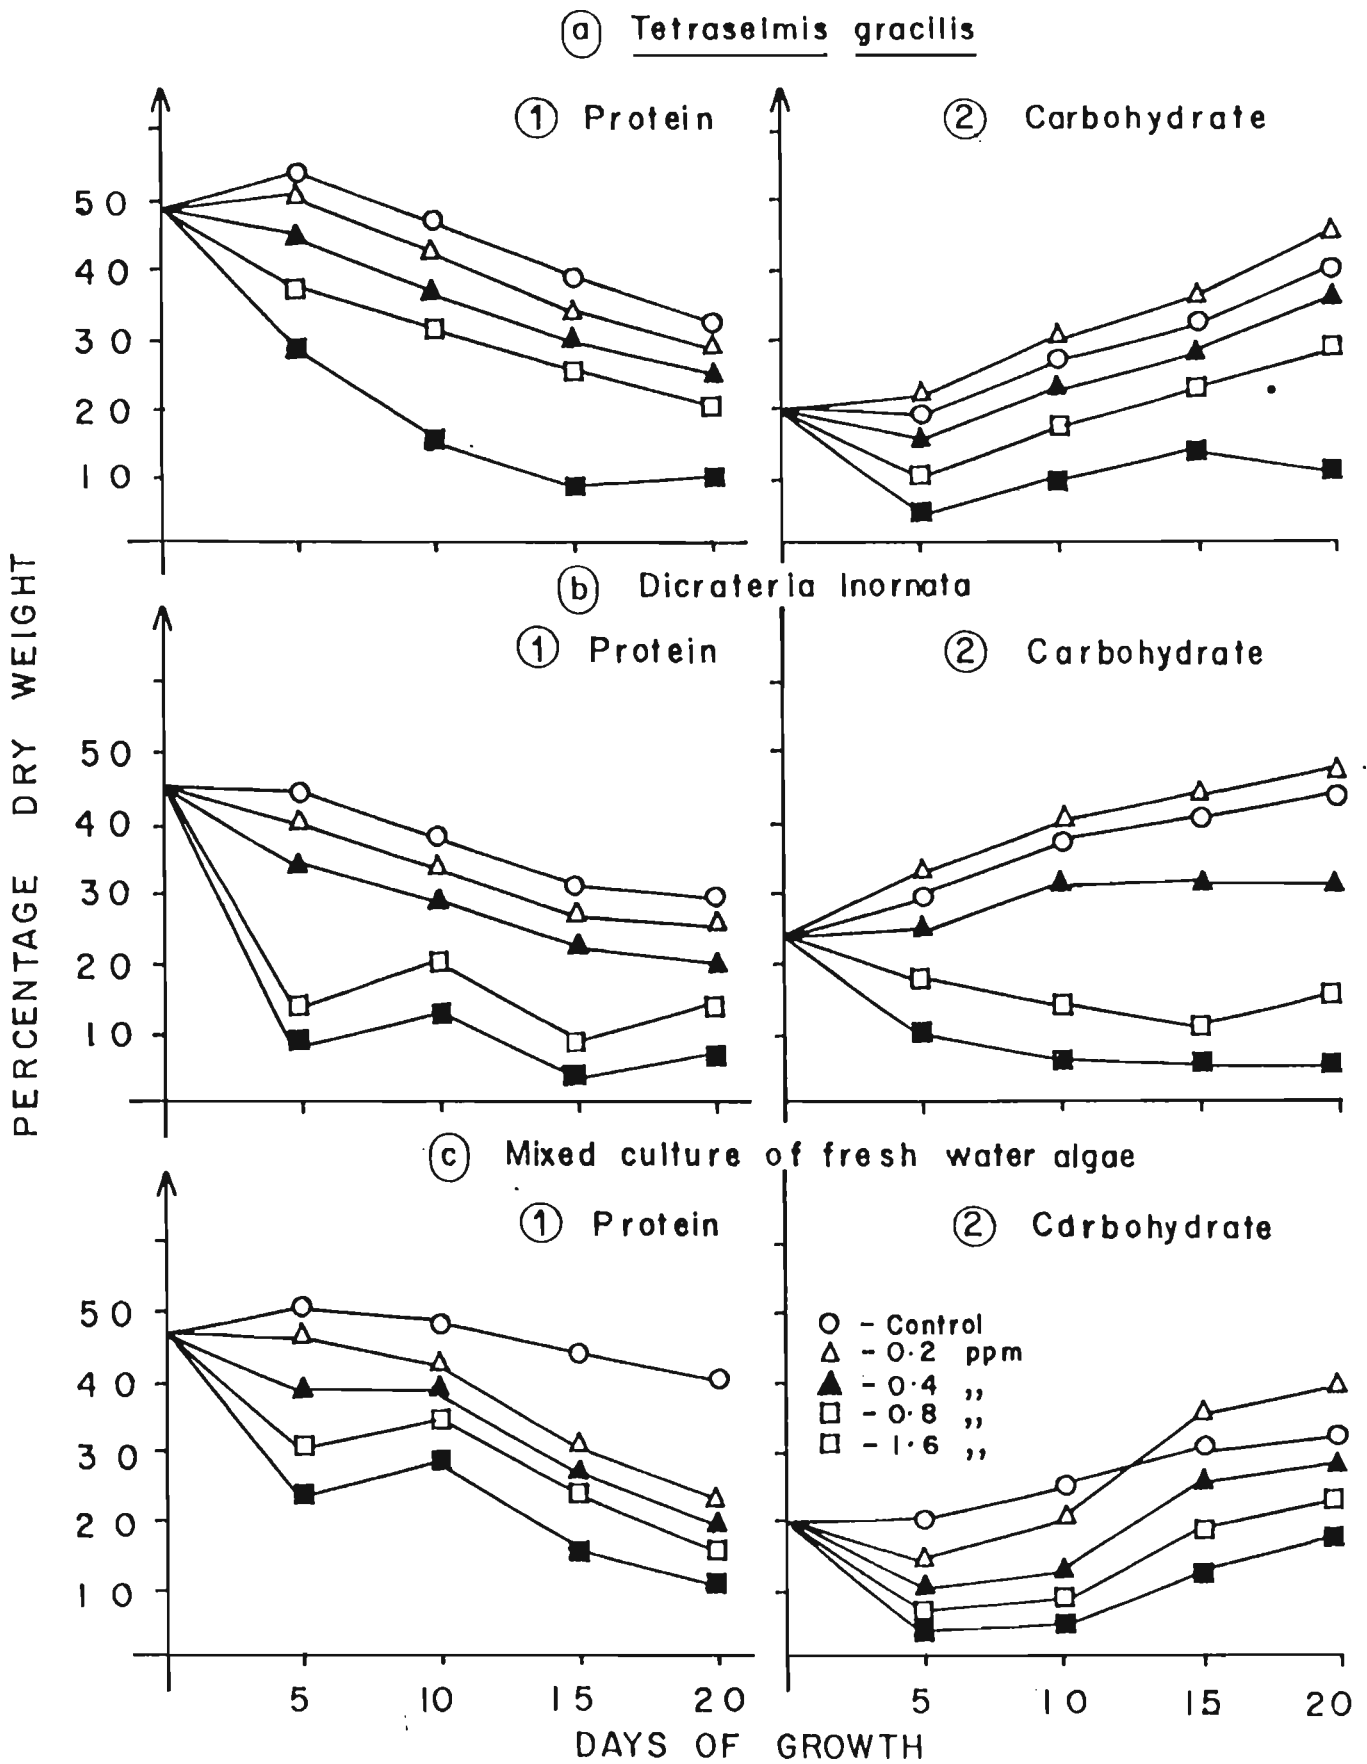 a Tetraselmis gracilis
1 Protein
2 Carbohydrate
50
40
30
20
10
b Dicrateria Inornata
1 Protein
2 Carbohydrate
50
40
30
20
10
PERCENTAGE DRY WEIGHT
c Mixed culture of fresh water algae
1 Protein
2 Carbohydrate
50
40
30
20
10
- Control
- 0.2 ppm
- 0.4 ,,
- 0.8 ,,
- 1.6 ,,
5 10 15 20
5 10 15 20
DAYS OF GROWTH